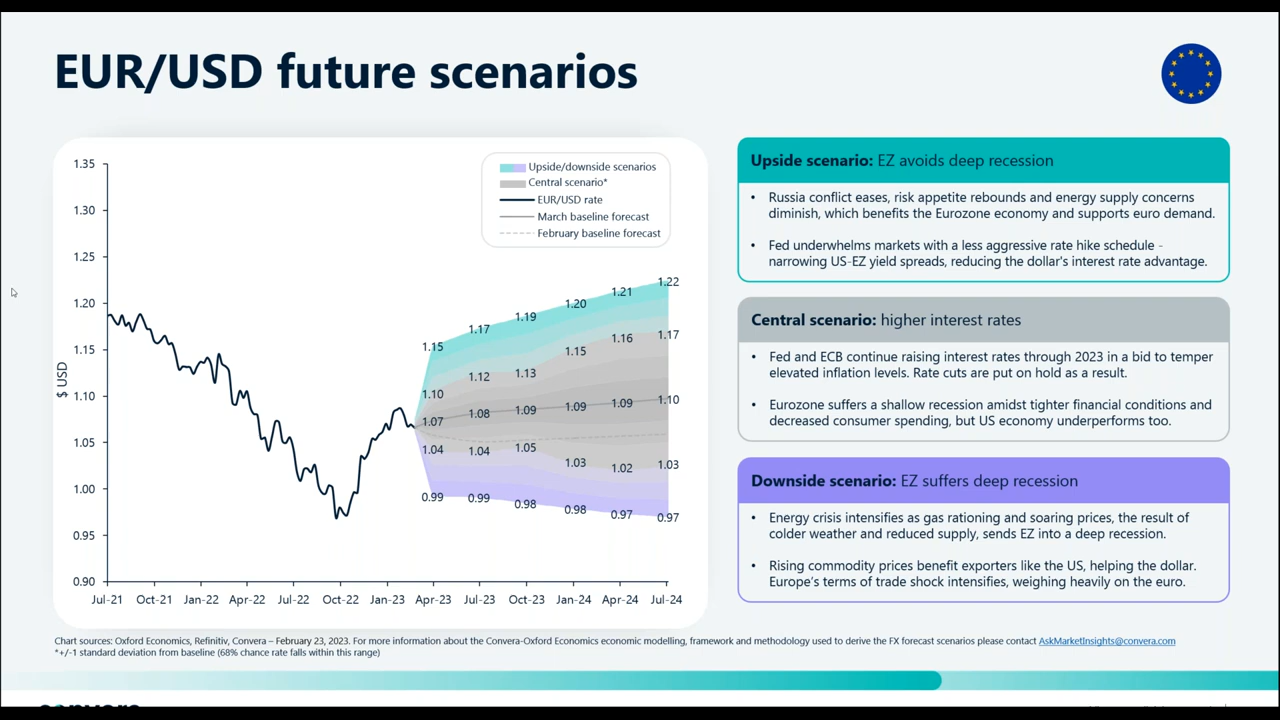 EUR/USD future scenarios
1.35
1.30
1.25
1.20
1.15
1.10
1.05
1.00
0.95
0.90
$ USD
Upside/downside scenarios
Central scenario*
EUR/USD rate
March baseline forecast
February baseline forecast
1.15
1.17
1.19
1.20
1.21
1.22
1.10
1.12
1.13
1.15
1.16
1.17
1.07
1.08
1.09
1.09
1.09
1.10
1.04
1.04
1.05
1.03
1.02
1.03
0.99
0.99
0.98
0.98
0.97
0.97
Jul-21 Oct-21 Jan-22 Apr-22 Jul-22 Oct-22 Jan-23 Apr-23 Jul-23 Oct-23 Jan-24 Apr-24 Jul-24
Upside scenario: EZ avoids deep recession
• Russia conflict eases, risk appetite rebounds and energy supply concerns
diminish, which benefits the Eurozone economy and supports euro demand.
• Fed underwhelms markets with a less aggressive rate hike schedule -
narrowing US-EZ yield spreads, reducing the dollar's interest rate advantage.
Central scenario: higher interest rates
• Fed and ECB continue raising interest rates through 2023 in a bid to temper
elevated inflation levels. Rate cuts are put on hold as a result.
• Eurozone suffers a shallow recession amidst tighter financial conditions and
decreased consumer spending, but US economy underperforms too.
Downside scenario: EZ suffers deep recession
• Energy crisis intensifies as gas rationing and soaring prices, the result of
colder weather and reduced supply, sends EZ into a deep recession.
• Rising commodity prices benefit exporters like the US, helping the dollar.
Europe's terms of trade shock intensifies, weighing heavily on the euro.
Chart sources: Oxford Economics, Refinitiv, Convera – February 23, 2023. For more information about the Convera-Oxford Economics economic modelling, framework and methodology used to derive the FX forecast scenarios please contact AskMarketInsights@convera.com
*+/-1 standard deviation from baseline (68% chance rate falls within this range)
convera